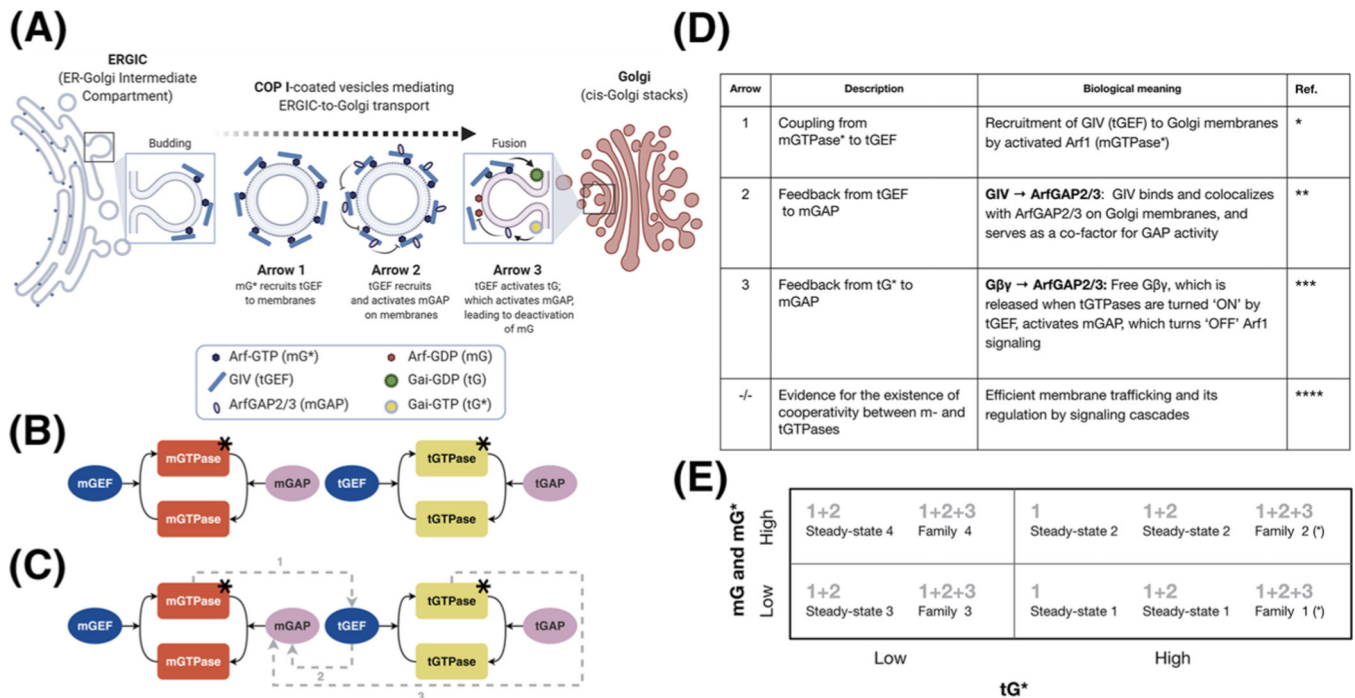 (A)
ERGIC
(ER-Golgi Intermediate
Compartment)
COP I-coated vesicles mediating
ERGIC-to-Golgi transport
Golgi
(cis-Golgi stacks)
Budding
Fusion
Arrow 1
mG* recruits tGEF
to membranes
Arrow 2
tGEF recruits
and activates mGAP
on membranes
Arrow 3
tGEF activates tG;
which activates mGAP,
leading to deactivation
of mG
Arf-GTP (mG*)
GIV (tGEF)
ArfGAP2/3 (mGAP)
Arf-GDP (mG)
Gai-GDP (tG)
Gai-GTP (tG*)
(B)
mGEF
mGTPase
*
mGTPase
mGAP
tGEF
tGTPase
*
tGTPase
tGAP
(C)
1
mGEF
mGTPase
*
mGTPase
mGAP
tGEF
tGTPase
*
tGTPase
tGAP
2
3
(D)
Arrow Description Biological meaning Ref.
1
Coupling from
mGTPase* to tGEF
Recruitment of GIV (tGEF) to Golgi membranes
by activated Arf1 (mGTPase*)
*
2
Feedback from tGEF
to mGAP
GIV → ArfGAP2/3: GIV binds and colocalizes
with ArfGAP2/3 on Golgi membranes, and
serves as a co-factor for GAP activity
**
3
Feedback from tG* to
mGAP
Gβγ → ArfGAP2/3: Free Gβγ, which is
released when tGTPases are turned ‘ON’ by
tGEF, activates mGAP, which turns ‘OFF’ Arf1
signaling
***
-/-
Evidence for the existence of
cooperativity between m- and
tGTPases
Efficient membrane trafficking and its
regulation by signaling cascades
****
(E)
mG and mG*
High
Low
1+2 1+2+3 1 1+2 1+2+3
Steady-state 4 Family 4 Steady-state 2 Steady-state 2 Family 2 (*)
1+2 1+2+3 1 1+2 1+2+3
Steady-state 3 Family 3 Steady-state 1 Steady-state 1 Family 1 (*)
Low High
tG*